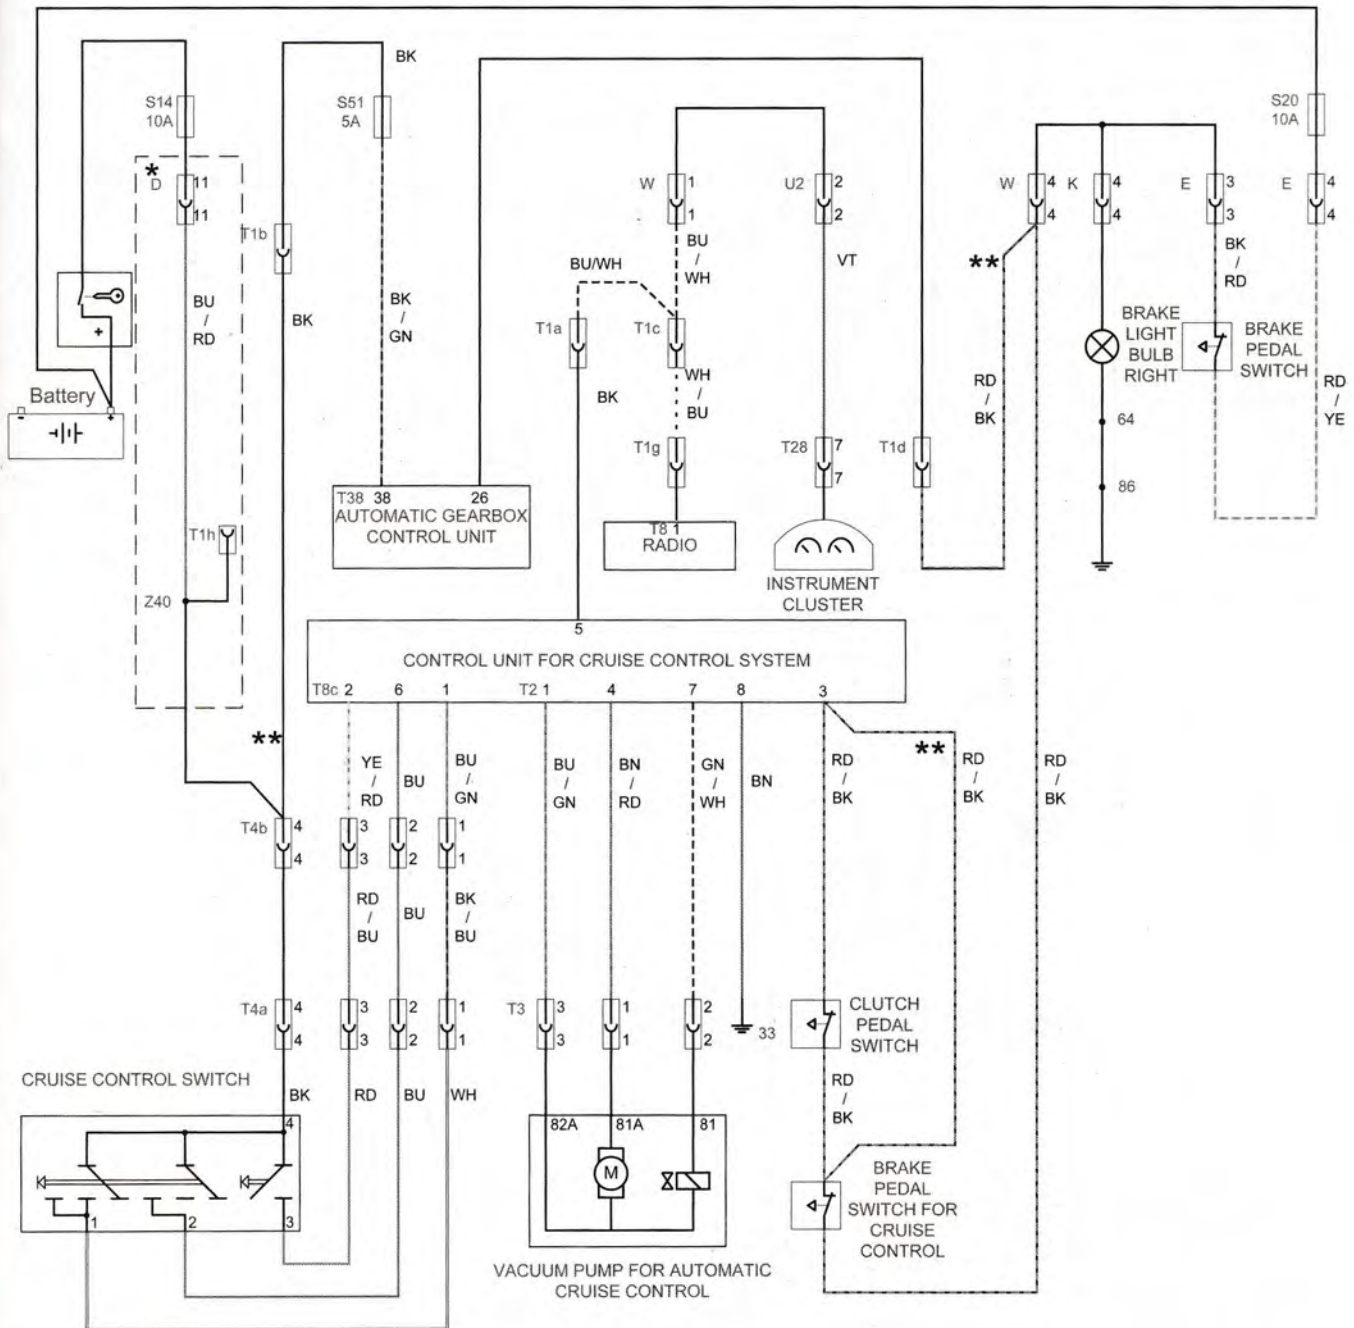 BK
S14
10A
S51
5A
S20
10A
*
D
11
11
T1b
W
1
1
U2
2
2
W
4
4
K
4
4
E
3
3
E
4
4
BU
/
RD
BK
BK
/
GN
BU/WH
BU
/
WH
VT
**
BK
/
RD
+
T1a
T1c
BRAKE
LIGHT
BULB
RIGHT
BRAKE
PEDAL
SWITCH
Battery
-
+
BK
WH
/
BU
RD
/
BK
RD
/
YE
T1g
T28
7
7
T1d
64
86
T38 38
26
AUTOMATIC GEARBOX
CONTROL UNIT
T8 1
RADIO
INSTRUMENT
CLUSTER
T1h
Z40
5
CONTROL UNIT FOR CRUISE CONTROL SYSTEM
T8c 2
6
1
T2 1
4
7
8
3
**
YE
/
RD
BU
BU
/
GN
BU
/
GN
BN
/
RD
GN
/
WH
BN
RD
/
BK
**
RD
/
BK
RD
/
BK
T4b
4
4
3
3
2
2
1
1
RD
/
BU
BU
BK
/
BU
T4a
4
4
3
3
2
2
1
1
T3
3
3
1
1
2
2
33
CLUTCH
PEDAL
SWITCH
CRUISE CONTROL SWITCH
BK
RD
BU
WH
RD
/
BK
4
1
2
3
82A
81A
81
M
BRAKE
PEDAL
SWITCH FOR
CRUISE
CONTROL
VACUUM PUMP FOR AUTOMATIC
CRUISE CONTROL